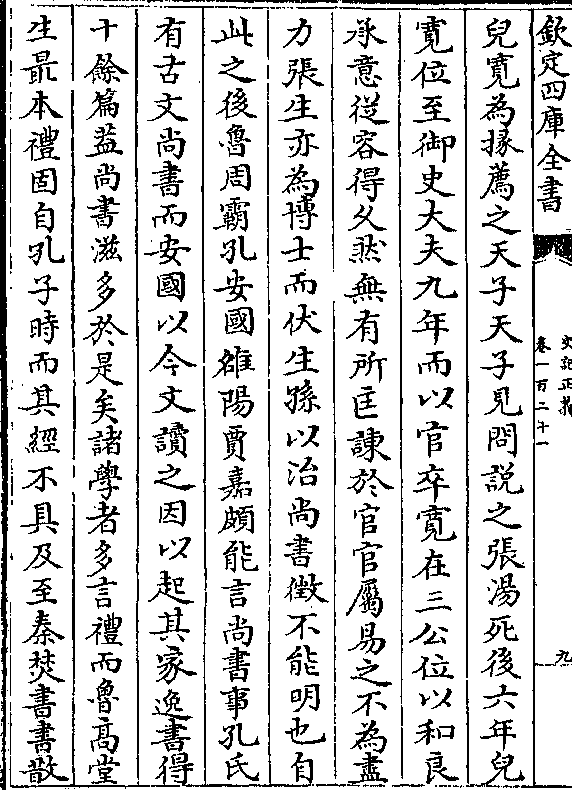 欽定四庫全書
史記正義
卷一百二十一
九
兒寛為掾薦之天子天子見問説之張湯死後六年兒
寛位至御史大夫九年而以官卒寛在三公位以和良
承意從容得久然無有所匡諌於官官屬易之不為盡
力張生亦為博士而伏生孫以治尚書徵不能明也自
此之後魯周霸孔安國雒陽賈嘉頗能言尚書事孔氏
有古文尚書而安國以今文讀之因以起其家逸書得
十餘篇葢尚書滋多於是矣諸學者多言禮而魯髙堂
生最本禮固自孔子時而其經不具及至秦焚書書散